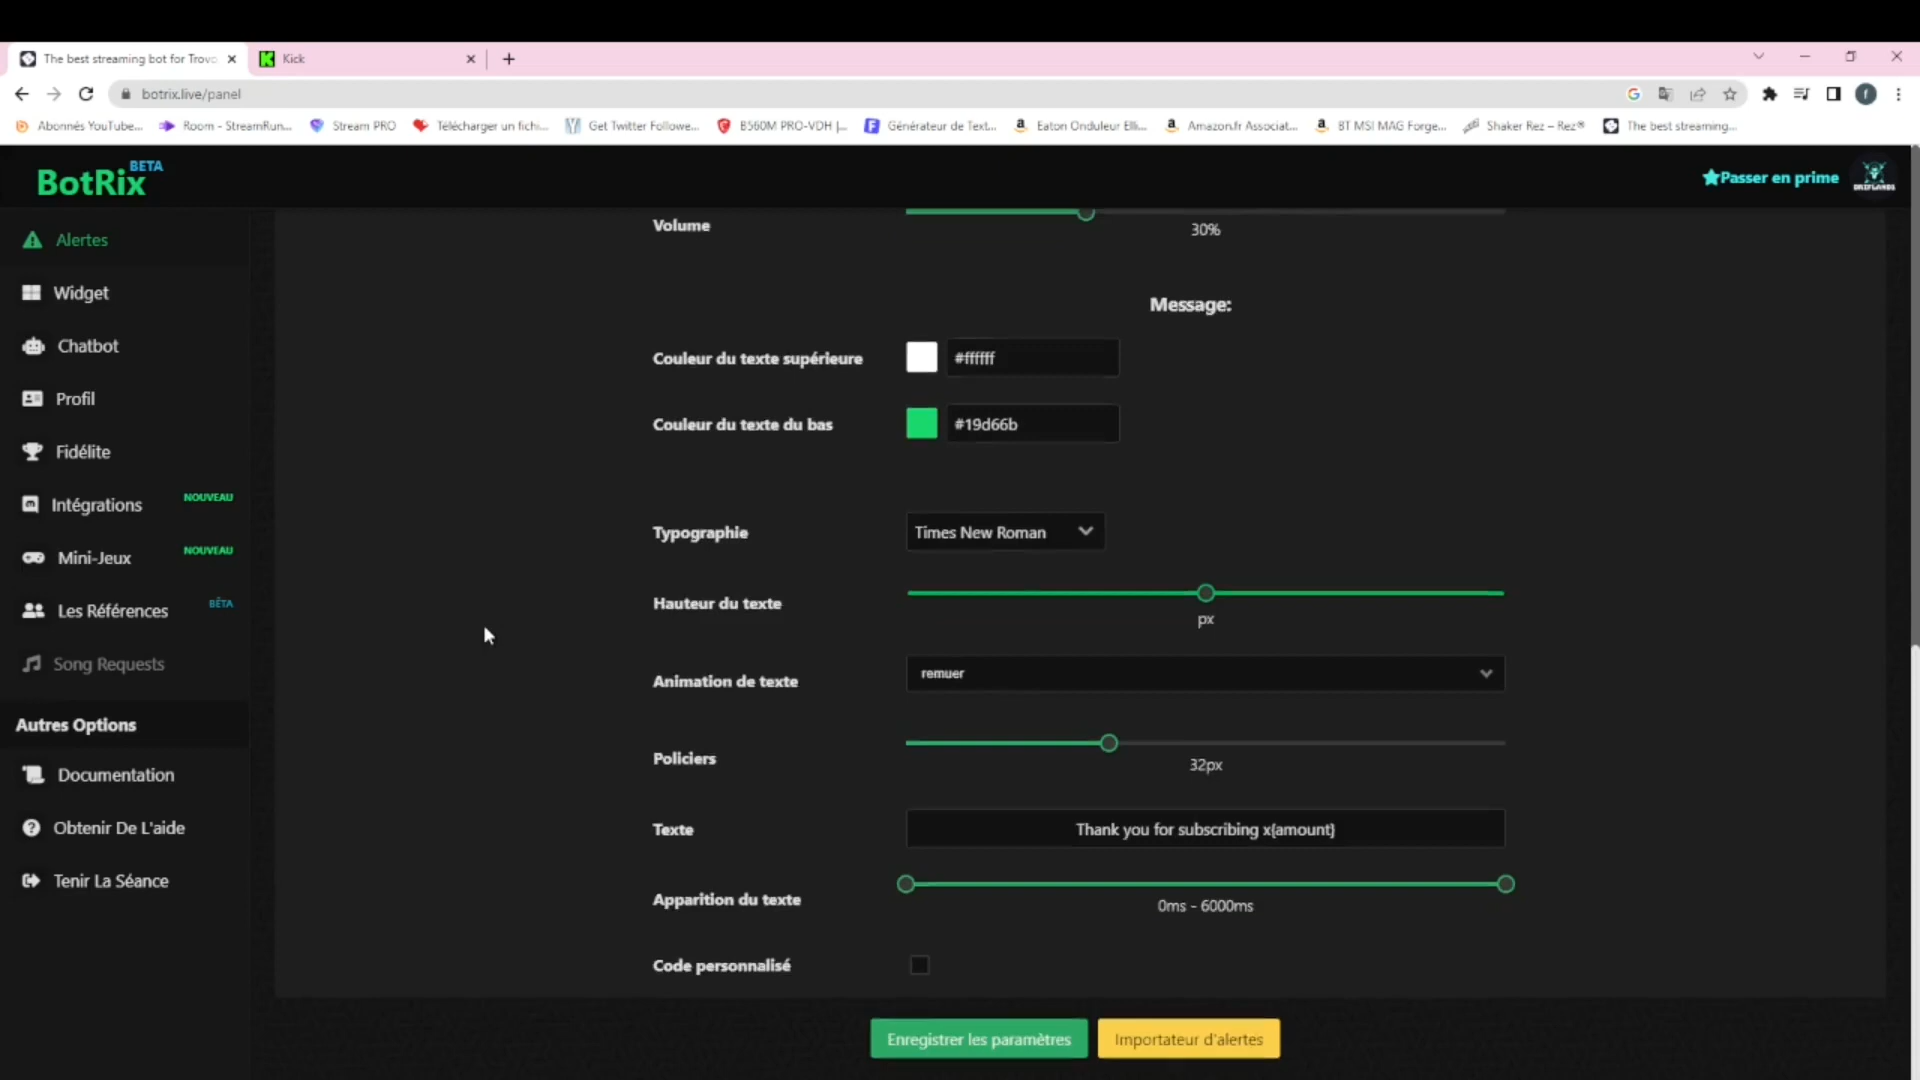 The best streaming bot for Trovo
Kick
botrix.live/panel
Abonnés YouTube...
Room - StreamRun...
Stream PRO
Télécharger un fichi...
Get Twitter Followe...
B560M PRO-VDH |...
Générateur de Text...
Eaton Onduleur Elli...
Amazon.fr Associat...
BT MSI MAG Forge...
Shaker Rez – Rez®
The best streaming...
BotRix BETA
Passer en prime
Alertes
Widget
Chatbot
Profil
Fidélite
Intégrations NOUVEAU
Mini-Jeux NOUVEAU
Les Références BÊTA
Song Requests
Autres Options
Documentation
Obtenir De L'aide
Tenir La Séance
Volume
30%
Message:
Couleur du texte supérieure
#ffffff
Couleur du texte du bas
#19d66b
Typographie
Times New Roman
Hauteur du texte
px
Animation de texte
remuer
Policiers
32px
Texte
Thank you for subscribing x{amount}
Apparition du texte
0ms - 6000ms
Code personnalisé
Enregistrer les paramètres
Importateur d'alertes